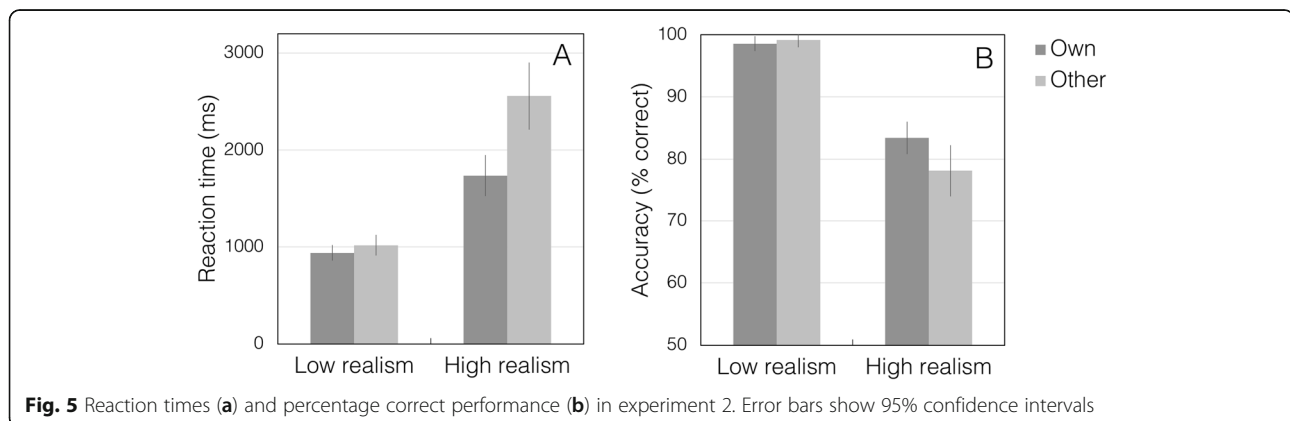 3000
2000
1000
0
Reaction time (ms)
A
Low realism
High realism
100
90
80
70
60
50
Accuracy (% correct)
B
Low realism
High realism
Own
Other
Fig. 5 Reaction times (a) and percentage correct performance (b) in experiment 2. Error bars show 95% confidence intervals